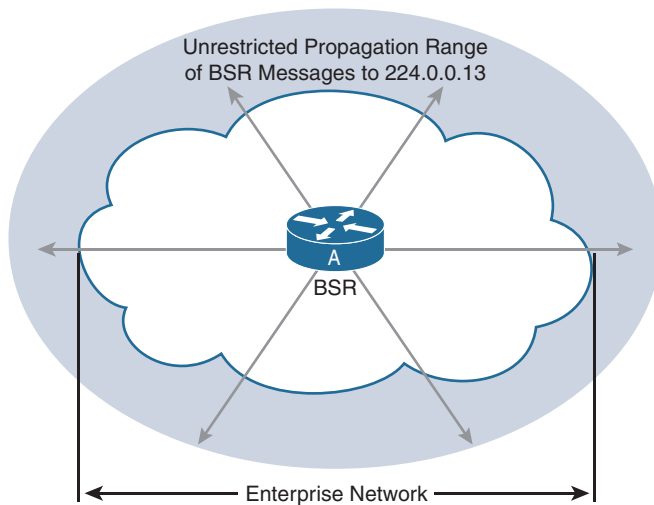 Unrestricted Propagation Range
of BSR Messages to 224.0.0.13
A
BSR
Enterprise Network